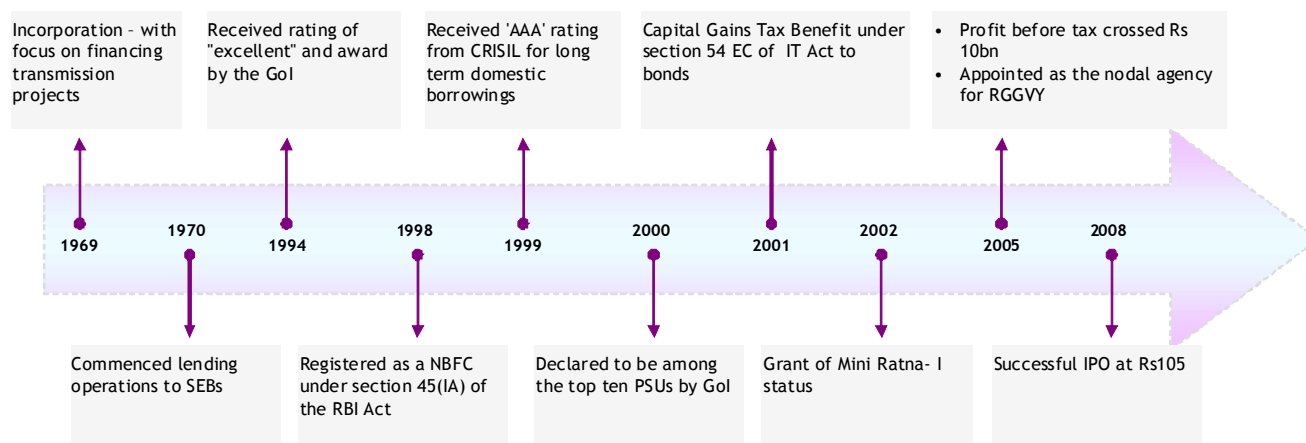 Incorporation – with
focus on financing
transmission
projects
Received rating of
"excellent" and award
by the GoI
Received 'AAA' rating
from CRISIL for long
term domestic
borrowings
Capital Gains Tax Benefit under
section 54 EC of IT Act to
bonds
• Profit before tax crossed Rs
10bn
• Appointed as the nodal agency
for RGGVY
1969
1970
1994
1998
1999
2000
2001
2002
2005
2008
Commenced lending
operations to SEBs
Registered as a NBFC
under section 45(IA) of
the RBI Act
Declared to be among
the top ten PSUs by GoI
Grant of Mini Ratna- I
status
Successful IPO at Rs105